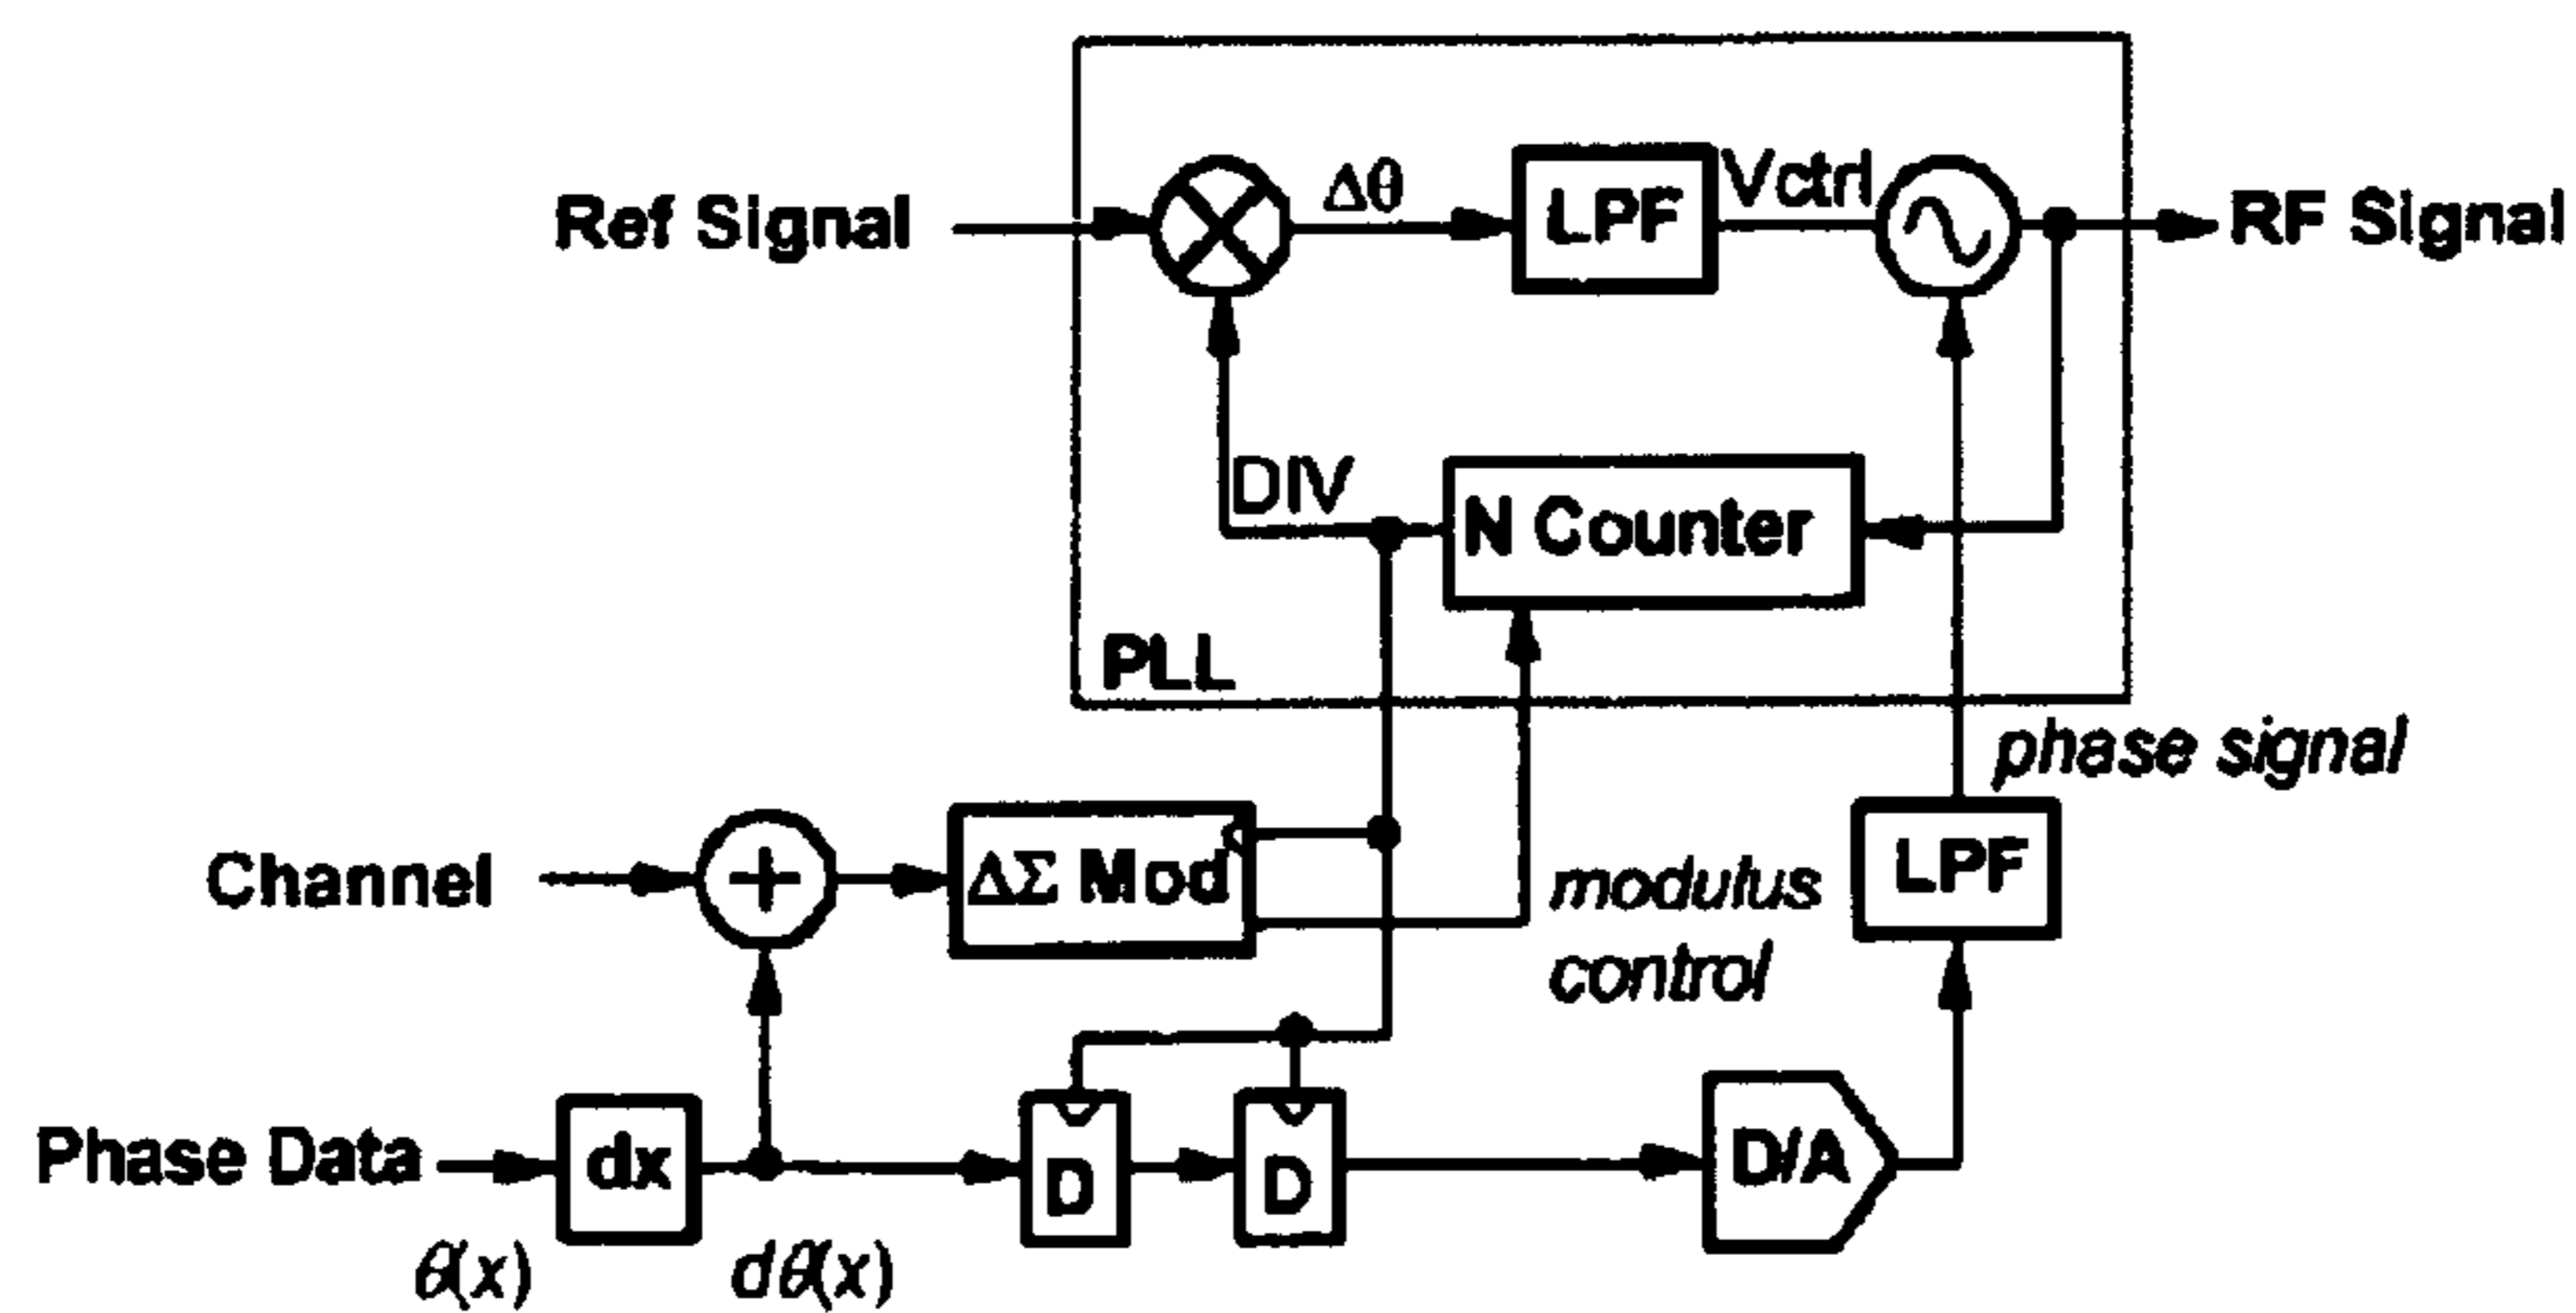 Δθ
LPF
Vctrl
Ref Signal
RF Signal
DIV
N Counter
PLL
phase signal
Channel
+
ΔΣ Mod
modulus
control
LPF
Phase Data
dx
D
D
D/A
θ(x)
dθ(x)